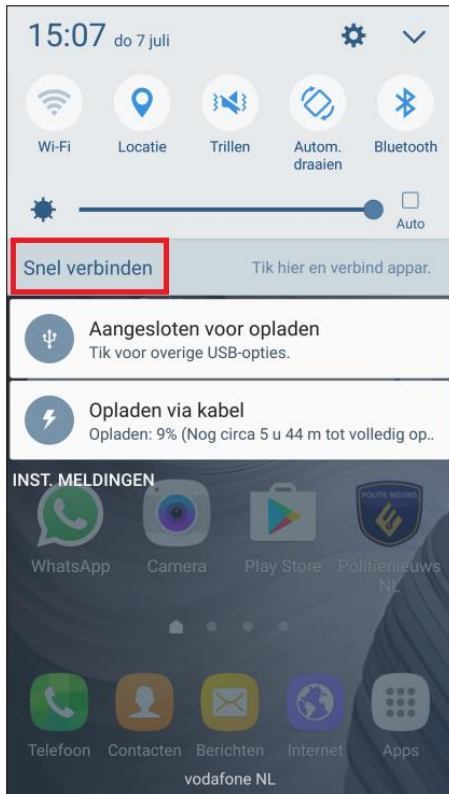 15:07 do 7 juli
Wi-Fi
Locatie
Trillen
Autom.
draaien
Bluetooth
Auto
Snel verbinden
Tik hier en verbind appar.
Aangesloten voor opladen
Tik voor overige USB-opties.
Opladen via kabel
Opladen: 9% (Nog circa 5 u 44 m tot volledig op..
INST. MELDINGEN
POLITIE NIEUWS
WhatsApp
Camera
Play Store
Politienieuws
NL
Telefoon
Contacten
Berichten
Internet
Apps
vodafone NL